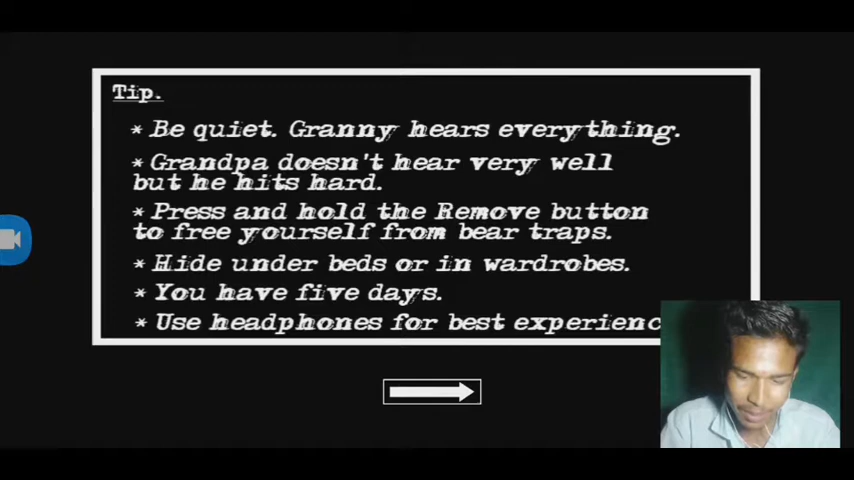 Tip.
* Be quiet. Granny hears everything.
* Grandpa doesn't hear very well
but he hits hard.
* Press and hold the Remove button
to free yourself from bear traps.
* Hide under beds or in wardrobes.
* You have five days.
* Use headphones for best experienc